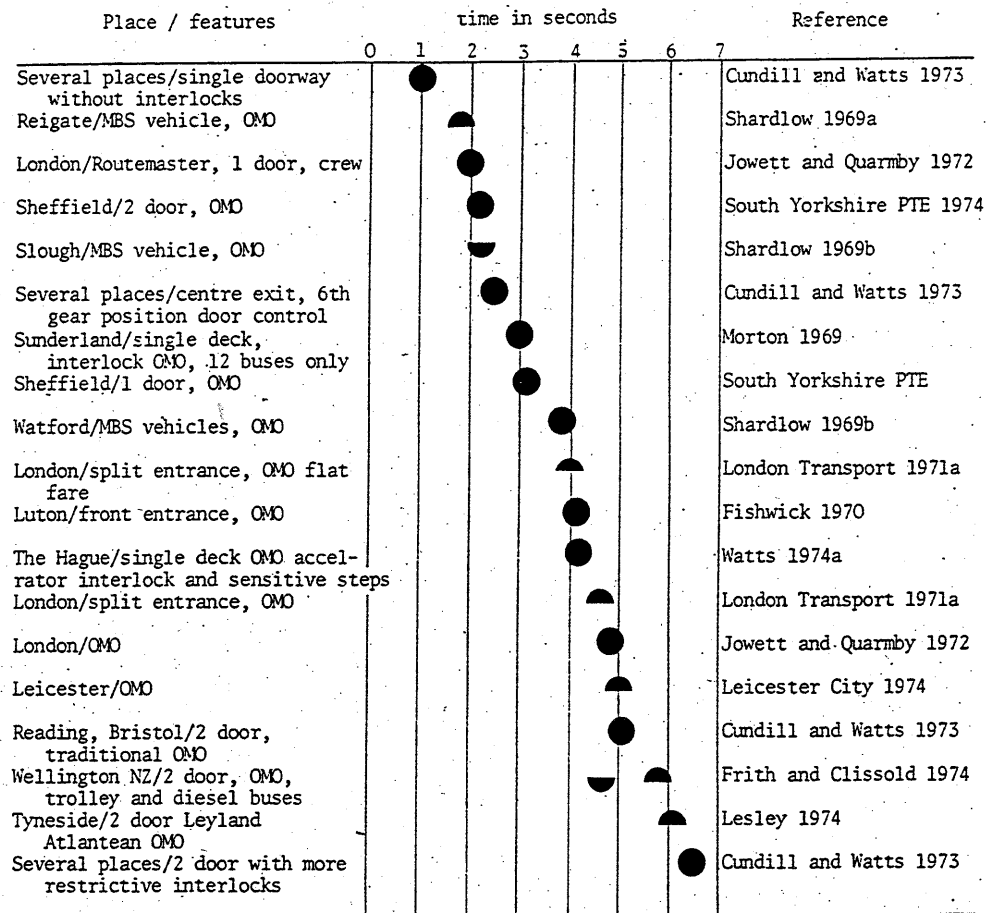 Place / features time in seconds Reference
0 1 2 3 4 5 6 7
Several places/single doorway Cundill and Watts 1973
without interlocks
Reigate/MBS vehicle, OMO Shardlow 1969a
London/Routemaster, 1 door, crew Jowett and Quarmby 1972
Sheffield/2 door, OMO South Yorkshire PTE 1974
Slough/MBS vehicle, OMO Shardlow 1969b
Several places/centre exit, 6th Cundill and Watts 1973
gear position door control
Sunderland/single deck, Morton 1969
interlock OMO, 12 buses only
Sheffield/1 door, OMO South Yorkshire PTE
Watford/MBS vehicles, OMO Shardlow 1969b
London/split entrance, OMO flat London Transport 1971a
fare
Luton/front entrance, OMO Fishwick 1970
The Hague/single deck OMO accel- Watts 1974a
rator interlock and sensitive steps
London/split entrance, OMO London Transport 1971a
London/OMO Jowett and Quarmby 1972
Leicester/OMO Leicester City 1974
Reading, Bristol/2 door, Cundill and Watts 1973
traditional OMO
Wellington NZ/2 door, OMO, Frith and Clissold 1974
trolley and diesel buses
Tyneside/2 door Leyland Lesley 1974
Atlantean OMO
Several places/2 door with more Cundill and Watts 1973
restrictive interlocks